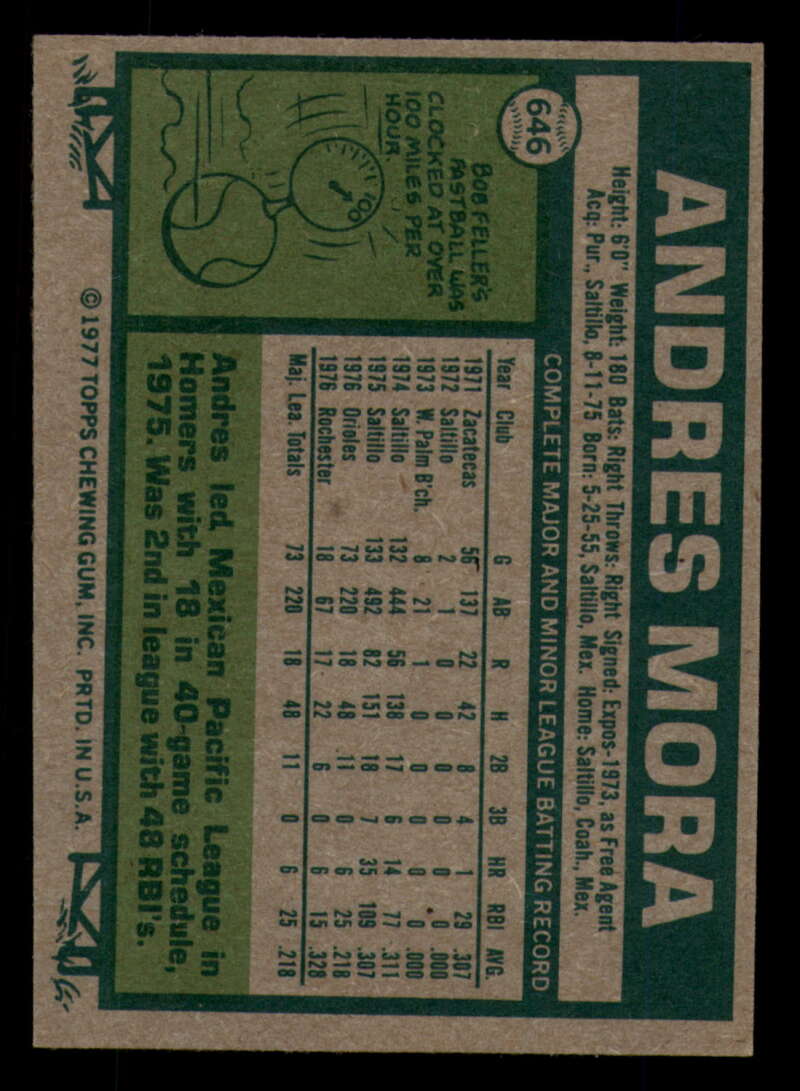 646
ANDRES MORA
Height: 6'0" Weight: 180 Bats: Right Throws: Right Signed: Expos-1973, as Free Agent
Acq: Pur., Saltillo, 8-11-75 Born: 5-25-55, Saltillo, Mex. Home: Saltillo, Coah., Mex.
COMPLETE MAJOR AND MINOR LEAGUE BATTING RECORD
Year Club G AB R H 2B 3B HR RBI AVG.
1971 Zacatecas 56 137 22 42 8 4 1 29 .307
1972 Saltillo 2 1 0 0 0 0 0 0 .000
1973 W. Palm B'ch. 8 21 1 0 0 0 0 0 .000
1974 Saltillo 132 444 56 138 17 6 14 77 .311
1975 Saltillo 133 492 82 151 18 7 35 109 .307
1976 Orioles 73 220 18 48 11 0 6 25 .218
1976 Rochester 18 67 17 22 6 0 6 15 .328
Maj. Lea. Totals 73 220 18 48 11 0 6 25 .218
BOB FELLER'S
FASTBALL WAS
CLOCKED AT OVER
100 MILES PER
HOUR.
100
Andres led Mexican Pacific League in
Homers with 18 in 40-game schedule,
1975. Was 2nd in league with 48 RBI's.
©1977 TOPPS CHEWING GUM, INC. PRTD. IN U.S.A.